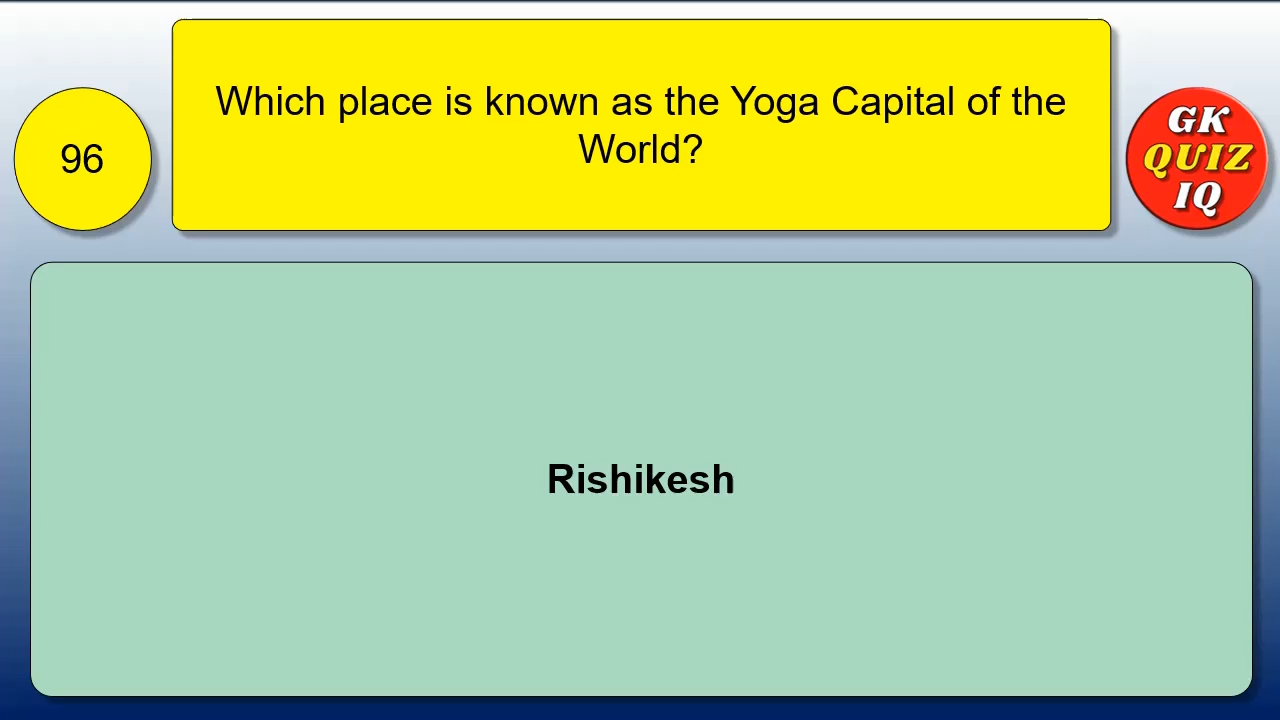 Which place is known as the Yoga Capital of the
World?
96
GK
QUIZ
IQ
Rishikesh